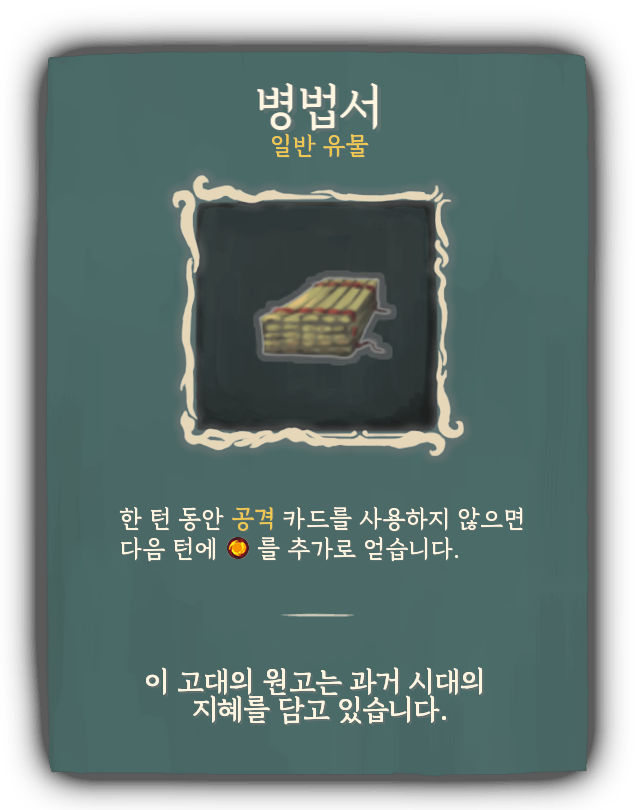 병법서
일반 유물
한 턴 동안 공격 카드를 사용하지 않으면
다음 턴에 를 추가로 얻습니다.
이 고대의 원고는 과거 시대의
지혜를 담고 있습니다.